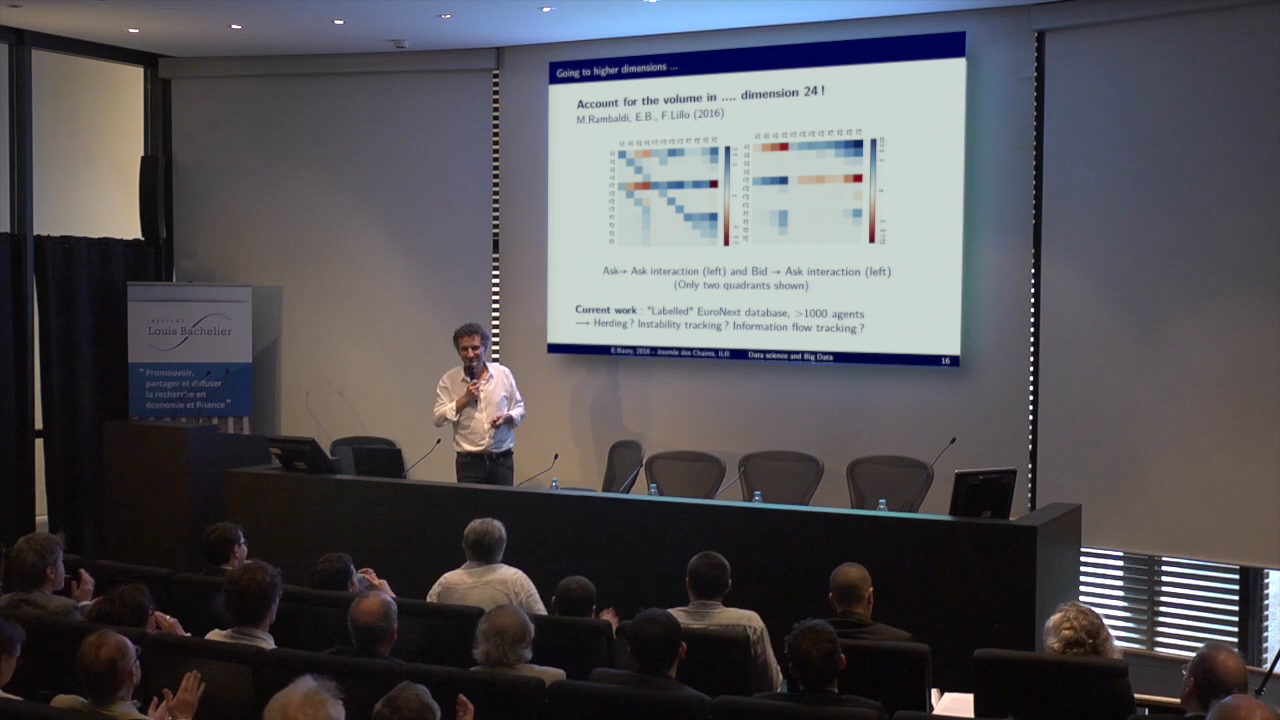 Going to higher dimensions ...
Account for the volume in .... dimension 24 !
M.Rambaldi, E.B., F.Lillo (2016)
Ask→ Ask interaction (left) and Bid → Ask interaction (left)
(Only two quadrants shown)
Current work : "Labelled" EuroNext database, >1000 agents
⟶ Herding ? Instability tracking ? Information flow tracking ?
E.Bacry, 2016 - Journée des Chaires, ILB
Data science and Big Data
16
INSTITUT
Louis Bachelier
" Promouvoir,
partager et diffuser
la recherche en
économie et finance "